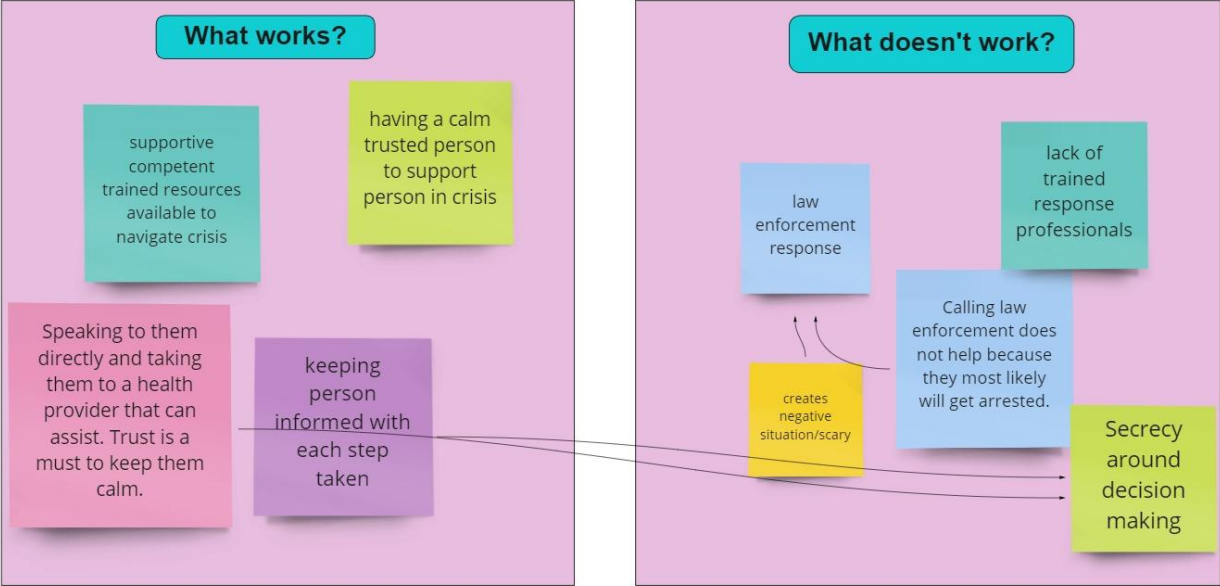 What works?
supportive
competent
trained resources
available to
navigate crisis
having a calm
trusted person
to support
person in crisis
Speaking to them
directly and taking
them to a health
provider that can
assist. Trust is a
must to keep them
calm.
keeping
person
informed with
each step
taken
What doesn't work?
law
enforcement
response
lack of
trained
response
professionals
Calling law
enforcement does
not help because
they most likely
will get arrested.
creates
negative
situation/scary
Secrecy
around
decision
making